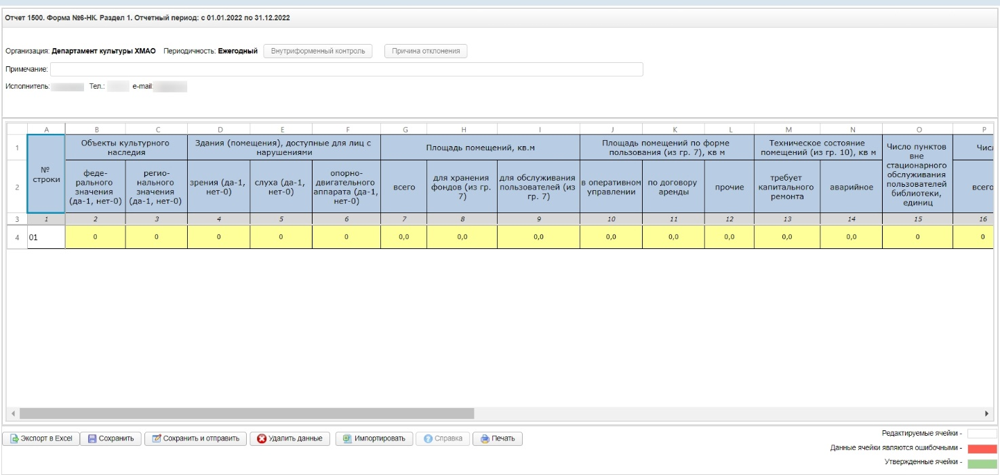 Отчет 1500. Форма №6-НК. Раздел 1. Отчетный период: с 01.01.2022 по 31.12.2022
Организация: Департамент культуры ХМАО Периодичность: Ежегодный Внутриформенный контроль Причина отклонения
Примечание:
Исполнитель: Тел.: e-mail:
A B C D E F G H I J K L M N O P
1
Объекты культурного
наследия
Здания (помещения), доступные для лиц с
нарушениями
Площадь помещений, кв.м
Площадь помещений по форме
пользования (из гр. 7), кв м
Техническое состояние
помещений (из гр. 10), кв м
Число пунктов
вне
стационарного
обслуживания
пользователей
библиотеки,
единиц
2
№
строки
феде-
рального
значения
(да-1, нет-0)
регио-
нального
значения
(да-1, нет-0)
зрения (да-1,
нет-0)
слуха (да-1,
нет-0)
опорно-
двигательного
аппарата (да-1,
нет-0)
всего
для хранения
фондов (из гр.
7)
для обслуживания
пользователей (из
гр. 7)
в оперативном
управлении
по договору
аренды
прочие
требует
капитального
ремонта
аварийное
всего
3 1 2 3 4 5 6 7 8 9 10 11 12 13 14 15 16
4 01 0 0 0 0 0 0,0 0,0 0,0 0,0 0,0 0,0 0,0 0,0 0 0
Экспорт в Excel Сохранить Сохранить и отправить Удалить данные Импортировать Справка Печать
Редактируемые ячейки -
Данные ячейки являются ошибочными -
Утвержденные ячейки -